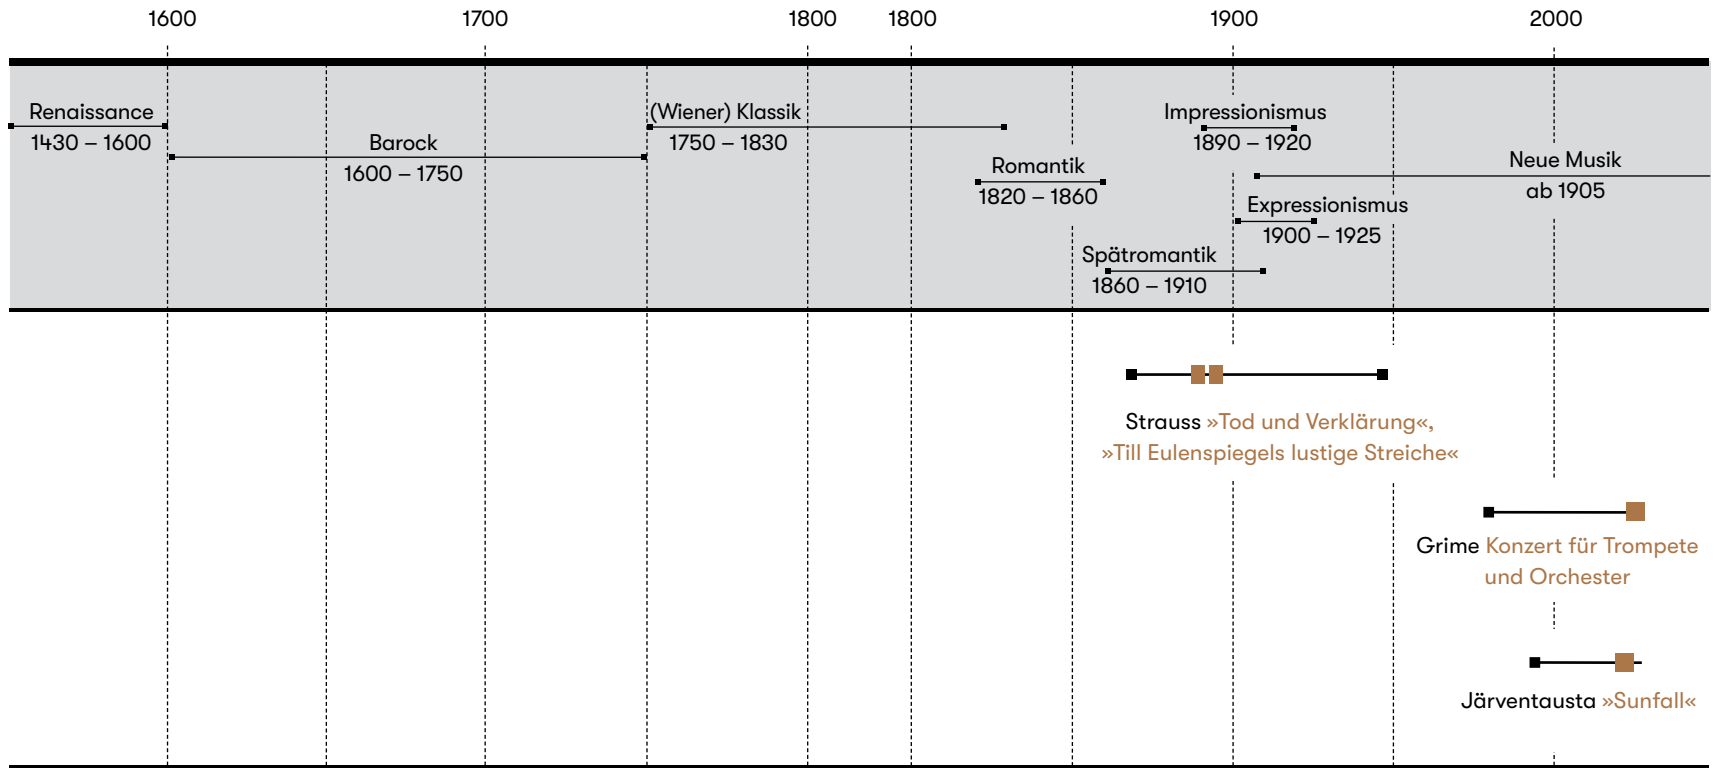 1600 1700 1800 1800 1900 2000
Renaissance
1430 – 1600
Barock
1600 – 1750
(Wiener) Klassik
1750 – 1830
Romantik
1820 – 1860
Impressionismus
1890 – 1920
Neue Musik
ab 1905
Expressionismus
1900 – 1925
Spätromantik
1860 – 1910
Strauss »Tod und Verklärung«,
»Till Eulenspiegels lustige Streiche«
Grime Konzert für Trompete
und Orchester
Järventausta »Sunfall«